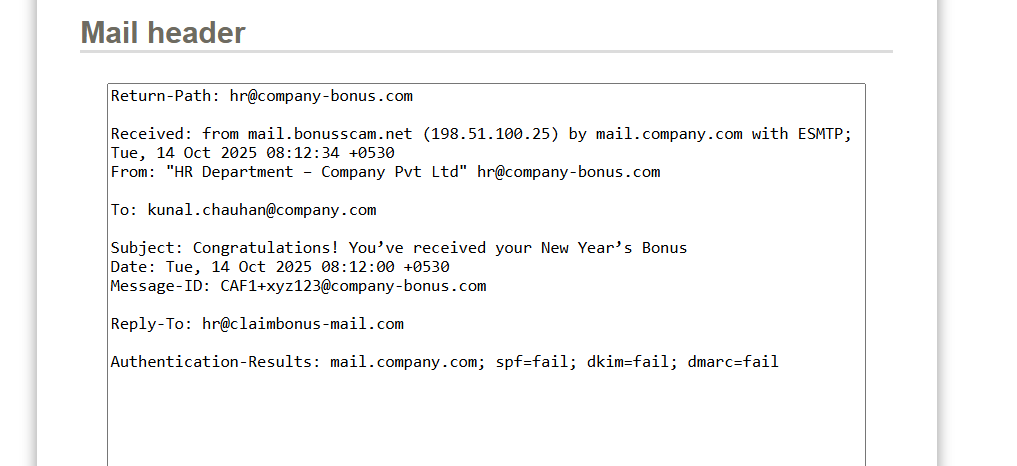 Mail header
Return-Path: hr@company-bonus.com
Received: from mail.bonusscam.net (198.51.100.25) by mail.company.com with ESMTP;
Tue, 14 Oct 2025 08:12:34 +0530
From: "HR Department – Company Pvt Ltd" hr@company-bonus.com
To: kunal.chauhan@company.com
Subject: Congratulations! You’ve received your New Year’s Bonus
Date: Tue, 14 Oct 2025 08:12:00 +0530
Message-ID: CAF1+xyz123@company-bonus.com
Reply-To: hr@claimbonus-mail.com
Authentication-Results: mail.company.com; spf=fail; dkim=fail; dmarc=fail